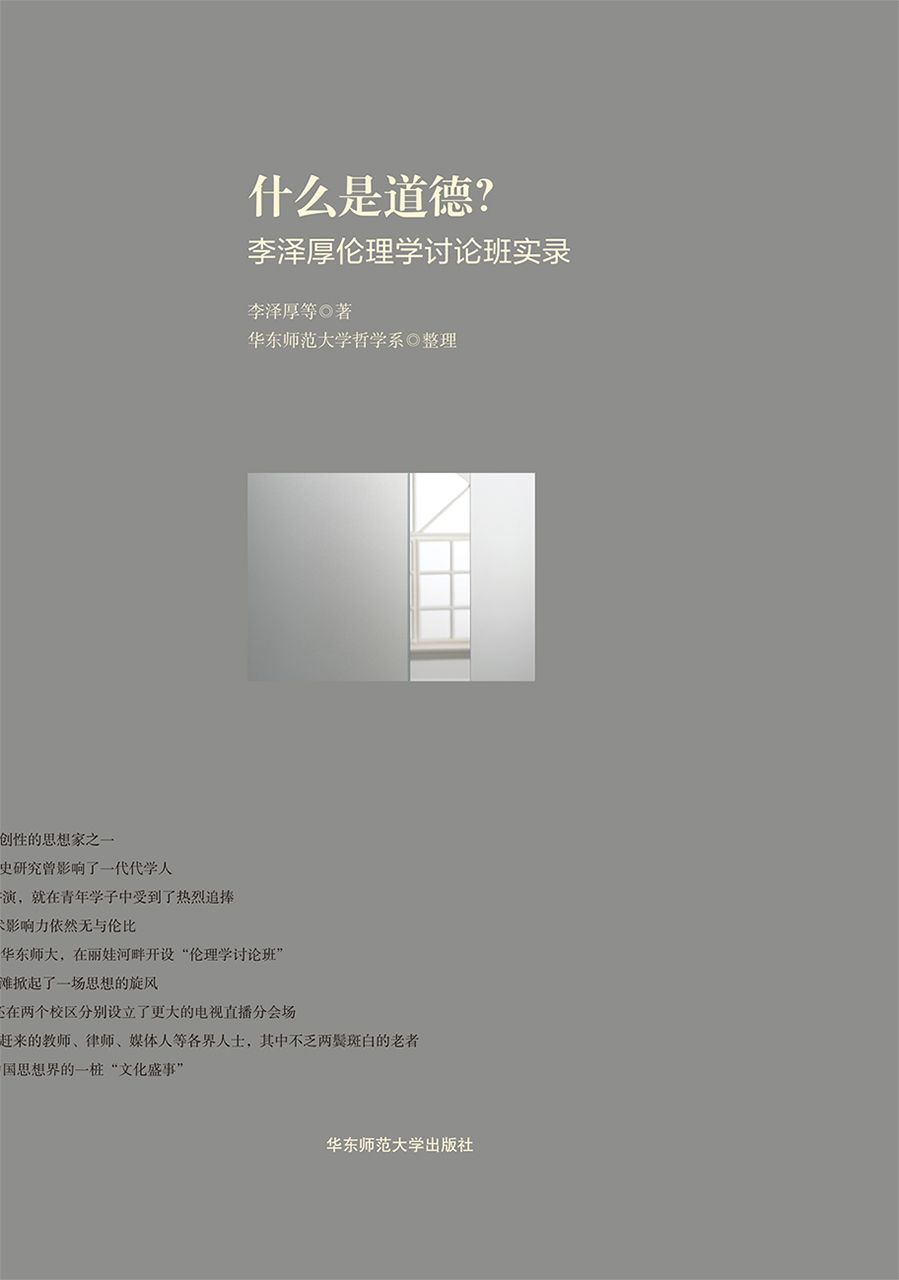 什么是道德?
李泽厚伦理学讨论班实录
李泽厚等◎著
华东师范大学哲学系◎整理
创性的思想家之一
史研究曾影响了一代代学人
演，就在青年学子中受到了热烈追捧
影响力依然无与伦比
华东师大，在丽娃河畔开设“伦理学讨论班”
滩掀起了一场思想的旋风
还在两个校区分别设立了更大的电视直播分会场
赶来的教师、律师、媒体人等各界人士，其中不乏两鬓斑白的老者
国思想界的一桩“文化盛事”
华东师范大学出版社